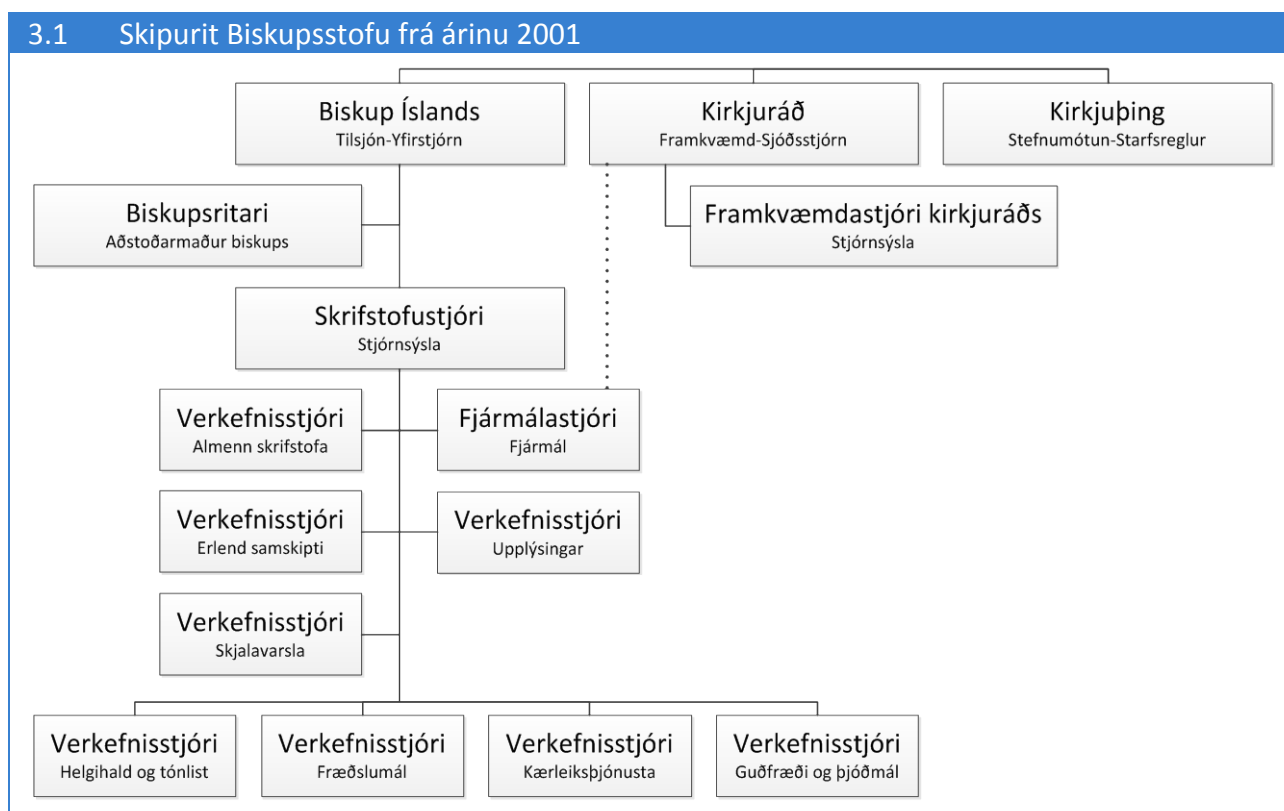 3.1 Skipurit Biskupsstofu frá árinu 2001
Biskup Íslands
Tilsjón-Yfirstjórn
Kirkjuráð
Framkvæmd-Sjóðsstjórn
Kirkjuþing
Stefnumótun-Starfsreglur
Biskupsritari
Aðstoðarmaður biskups
Framkvæmdastjóri kirkjuráðs
Stjórnsýsla
Skrifstofustjóri
Stjórnsýsla
Verkefnisstjóri
Almenn skrifstofa
Fjármálastjóri
Fjármál
Verkefnisstjóri
Erlend samskipti
Verkefnisstjóri
Upplýsingar
Verkefnisstjóri
Skjalavarsla
Verkefnisstjóri
Helgihald og tónlist
Verkefnisstjóri
Fræðslumál
Verkefnisstjóri
Kærleiksþjónusta
Verkefnisstjóri
Guðfræði og þjóðmál